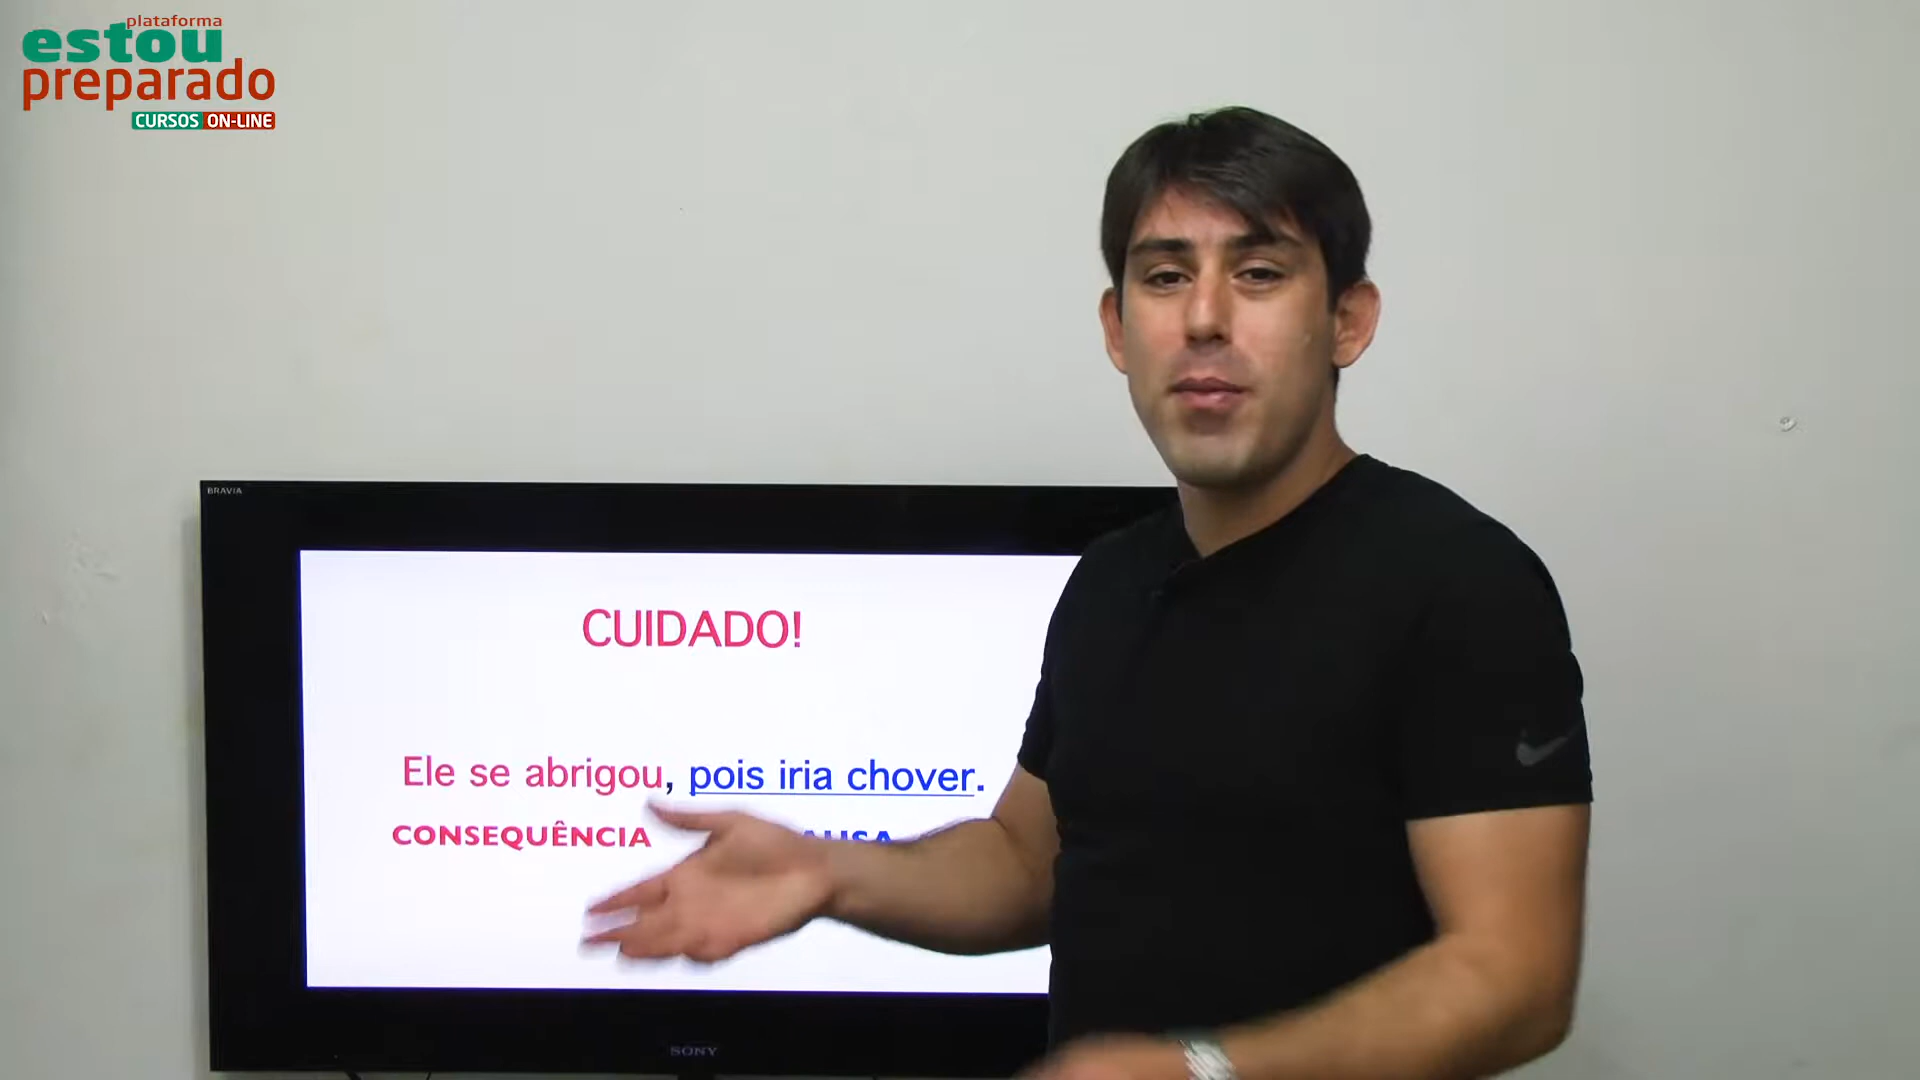 plataforma
estou
preparado
CURSOS ON-LINE
BRAVIA
CUIDADO!
Ele se abrigou, pois iria chover.
CONSEQUÊNCIA
SONY